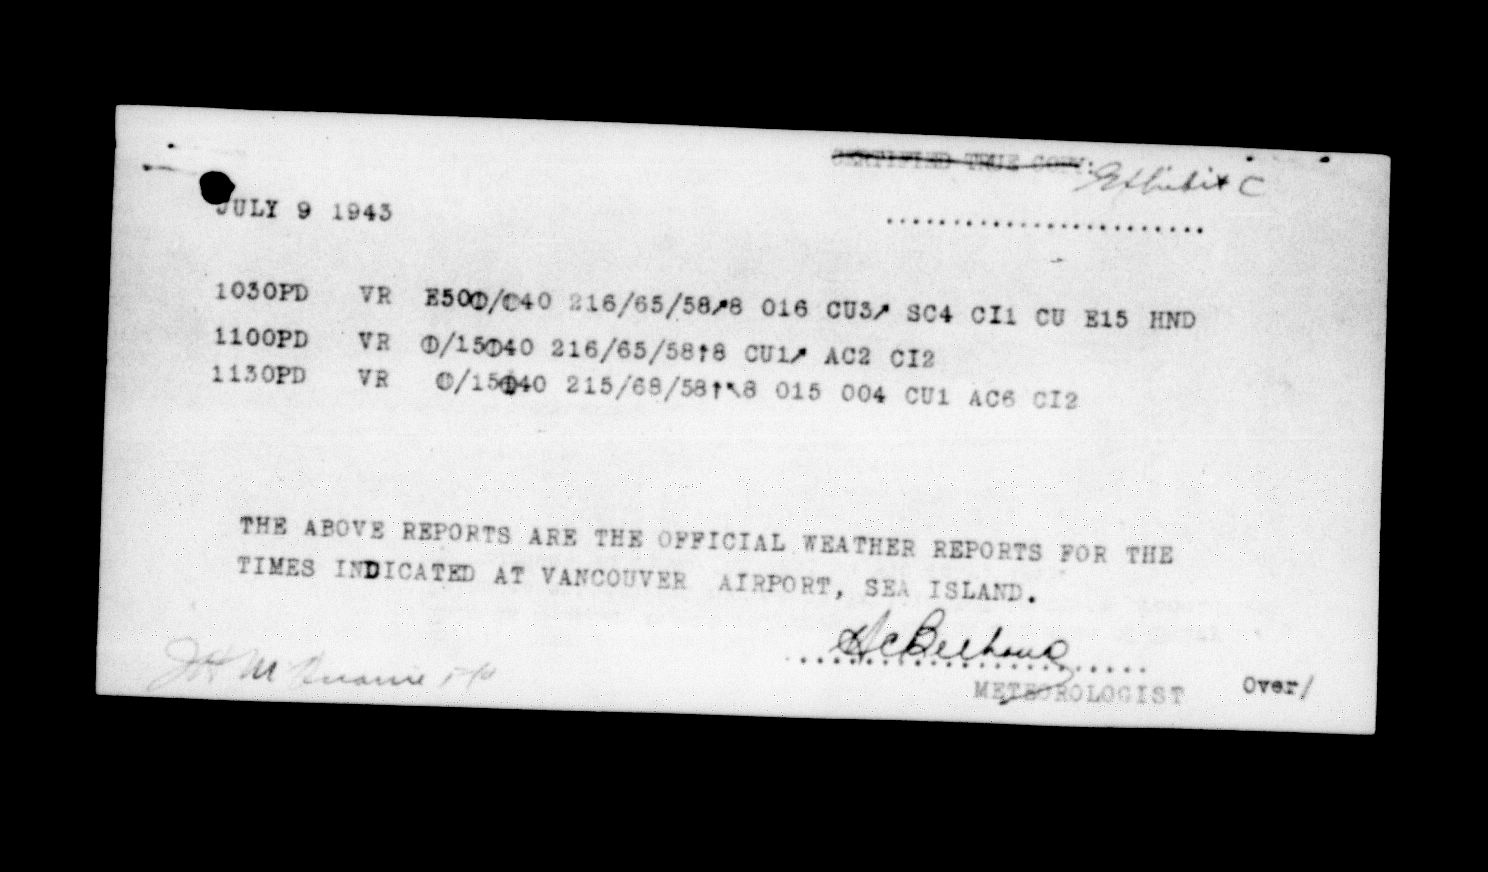 CERTIFIED TRUE COPY:
Exhibit C
JULY 9 1943
........................
1030PD VR E50⦶/⦶40 216/65/58↗8 016 CU3↗ SC4 CI1 CU E15 HND
1100PD VR ⦶/15⦶40 216/65/58↑8 CU1↗ AC2 CI2
1130PD VR ⦶/15⦶40 215/68/58↑↖8 015 004 CU1 AC6 CI2
THE ABOVE REPORTS ARE THE OFFICIAL WEATHER REPORTS FOR THE
TIMES INDICATED AT VANCOUVER AIRPORT, SEA ISLAND.
METEOROLOGIST
Over/